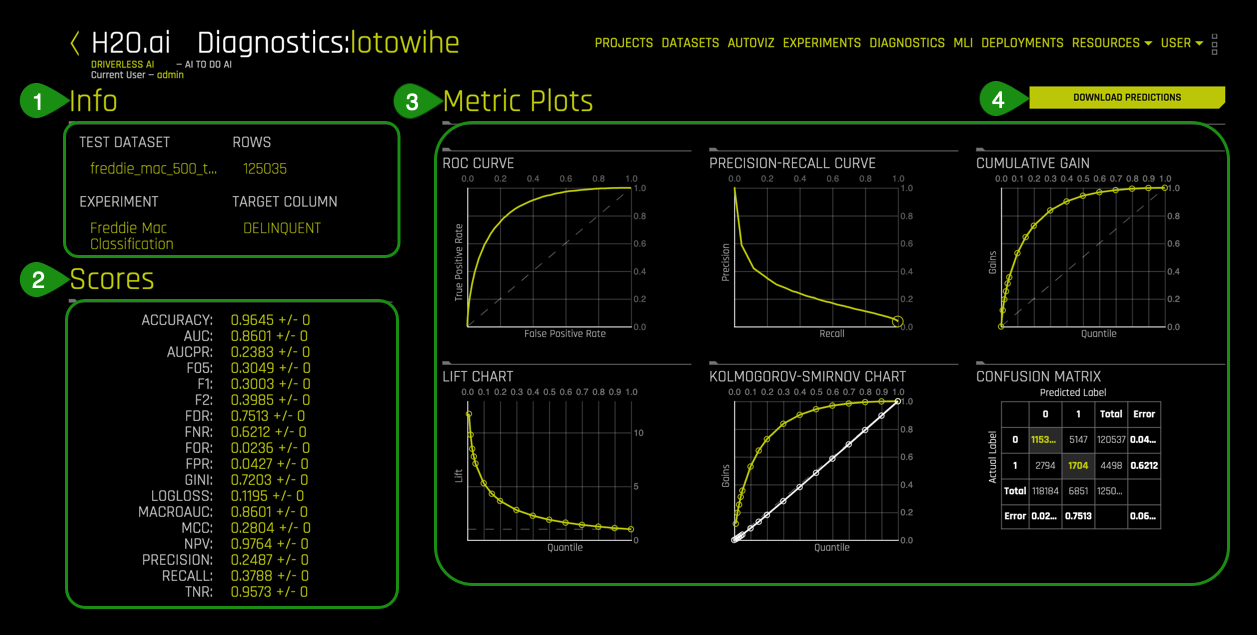 H2O.ai Diagnostics:lotowihe
DRIVERLESS AI — AI TO DO AI
Current User — admin
PROJECTS DATASETS AUTOVIZ EXPERIMENTS DIAGNOSTICS MLI DEPLOYMENTS RESOURCES USER
1 Info
TEST DATASET ROWS
freddie_mac_500_t... 125035
EXPERIMENT TARGET COLUMN
Freddie Mac DELINQUENT
Classification
2 Scores
ACCURACY: 0.9645 +/- 0
AUC: 0.8601 +/- 0
AUCPR: 0.2383 +/- 0
F05: 0.3049 +/- 0
F1: 0.3003 +/- 0
F2: 0.3985 +/- 0
FDR: 0.7513 +/- 0
FNR: 0.6212 +/- 0
FOR: 0.0236 +/- 0
FPR: 0.0427 +/- 0
GINI: 0.7203 +/- 0
LOGLOSS: 0.1195 +/- 0
MACROAUC: 0.8601 +/- 0
MCC: 0.2804 +/- 0
NPV: 0.9764 +/- 0
PRECISION: 0.2487 +/- 0
RECALL: 0.3788 +/- 0
TNR: 0.9573 +/- 0
3 Metric Plots
4 DOWNLOAD PREDICTIONS
ROC CURVE
0.0 0.2 0.4 0.6 0.8 1.0
1.0
0.8
0.6
0.4
0.2
0.0
True Positive Rate
False Positive Rate
PRECISION-RECALL CURVE
0.0 0.2 0.4 0.6 0.8 1.0
1.0
0.8
0.6
0.4
0.2
0.0
Precision
Recall
CUMULATIVE GAIN
0.0 0.1 0.2 0.3 0.4 0.5 0.6 0.7 0.8 0.9 1.0
1.0
0.8
0.6
0.4
0.2
0.0
Gains
Quantile
LIFT CHART
0.0 0.1 0.2 0.3 0.4 0.5 0.6 0.7 0.8 0.9 1.0
10
5
0
Lift
Quantile
KOLMOGOROV-SMIRNOV CHART
0.0 0.1 0.2 0.3 0.4 0.5 0.6 0.7 0.8 0.9 1.0
1.0
0.8
0.6
0.4
0.2
0.0
Gains
Quantile
CONFUSION MATRIX
Predicted Label
Actual Label
0 1 Total Error
0 1153... 5147 120537 0.04...
1 2794 1704 4498 0.6212
Total 118184 6851 1250...
Error 0.02... 0.7513 0.06...